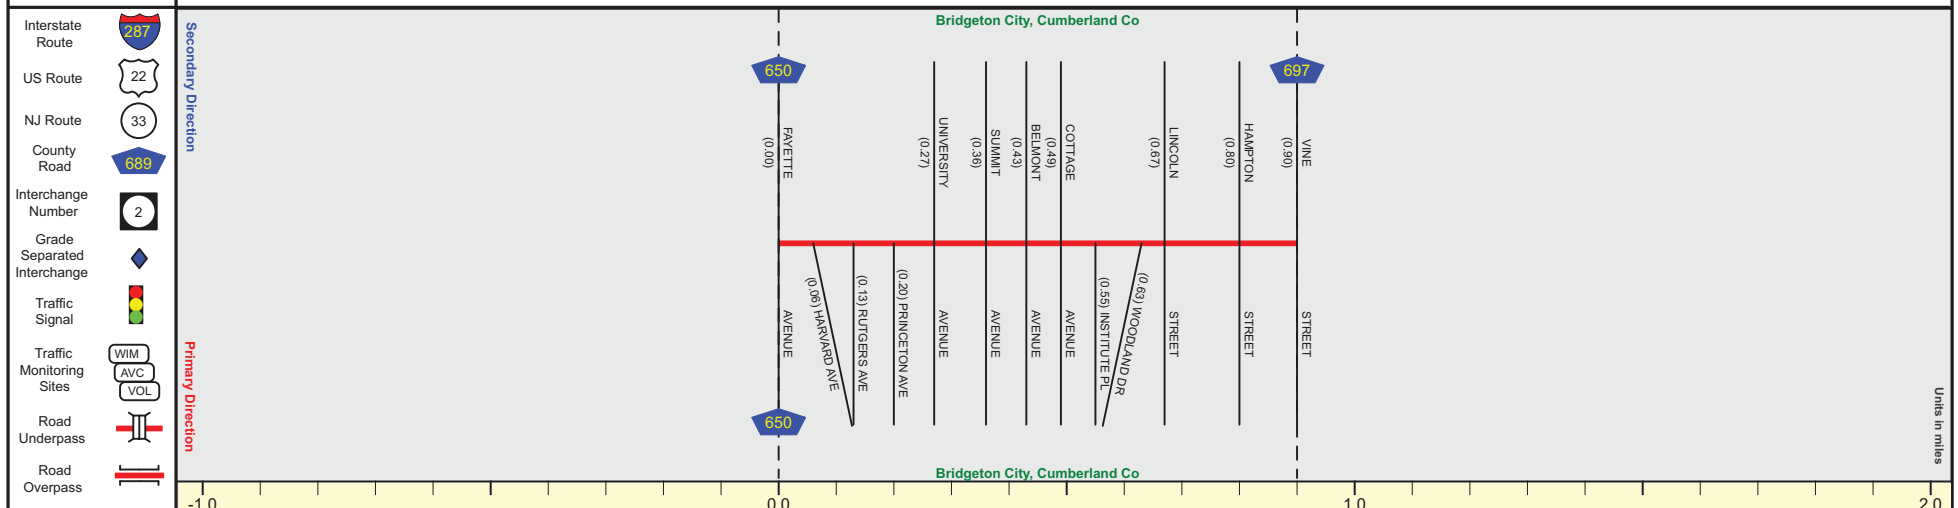 Interstate
Route
287
US Route
22
NJ Route
33
County
Road
689
Interchange
Number
2
Grade
Separated
Interchange
Traffic
Signal
Traffic
Monitoring
Sites
WIM
AVC
VOL
Road
Underpass
Road
Overpass
Secondary Direction
Primary Direction
Bridgeton City, Cumberland Co
650
697
FAYETTE
(0.00)
UNIVERSITY
(0.27)
SUMMIT
(0.36)
BELMONT
(0.43)
COTTAGE
(0.49)
LINCOLN
(0.67)
HAMPTON
(0.80)
VINE
(0.90)
AVENUE
(0.06) HARVARD AVE
(0.13) RUTGERS AVE
(0.20) PRINCETON AVE
AVENUE
AVENUE
AVENUE
AVENUE
(0.55) INSTITUTE PL
(0.63) WOODLAND DR
STREET
STREET
STREET
650
Bridgeton City, Cumberland Co
Units in miles
-1.0
0.0
1.0
2.0